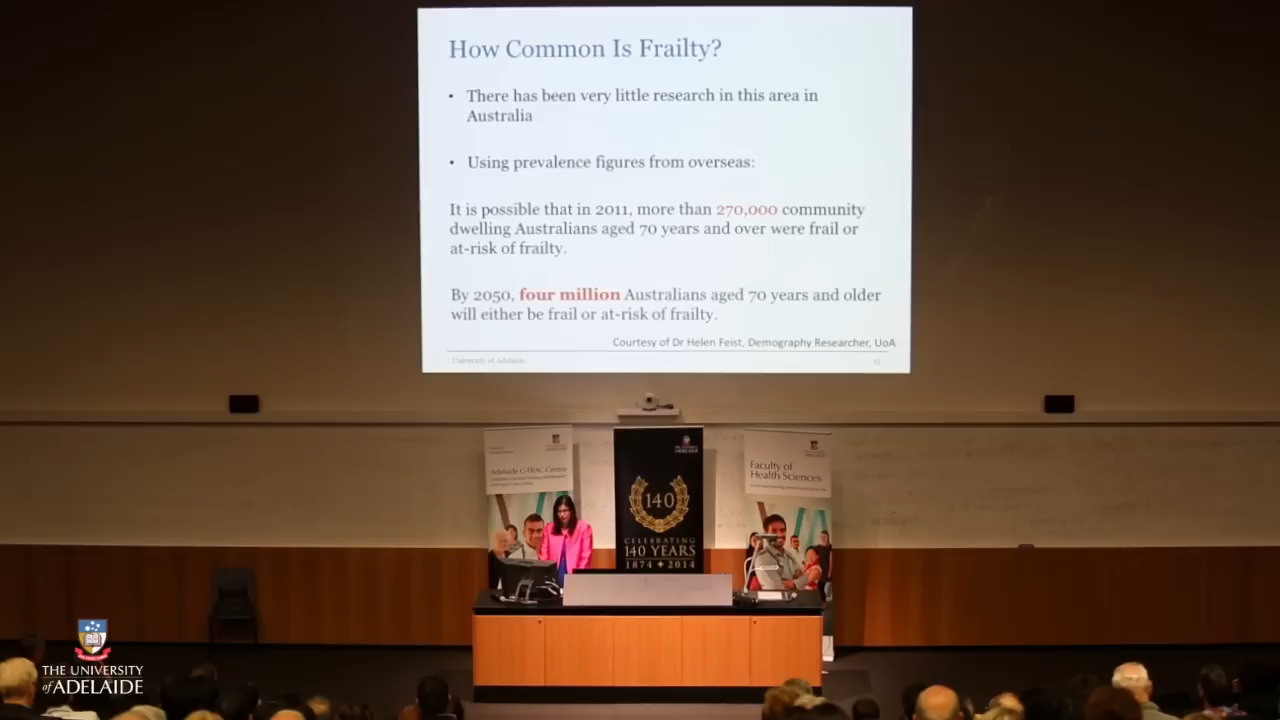 How Common Is Frailty?
• There has been very little research in this area in
Australia
• Using prevalence figures from overseas:
It is possible that in 2011, more than 270,000 community
dwelling Australians aged 70 years and over were frail or
at-risk of frailty.
By 2050, four million Australians aged 70 years and older
will either be frail or at-risk of frailty.
Courtesy of Dr Helen Feist, Demography Researcher, UoA
University of Adelaide
Adelaide G-TRAC Centre
140
CELEBRATING
140 YEARS
1874 ✦ 2014
Faculty of
Health Sciences
THE UNIVERSITY
of ADELAIDE